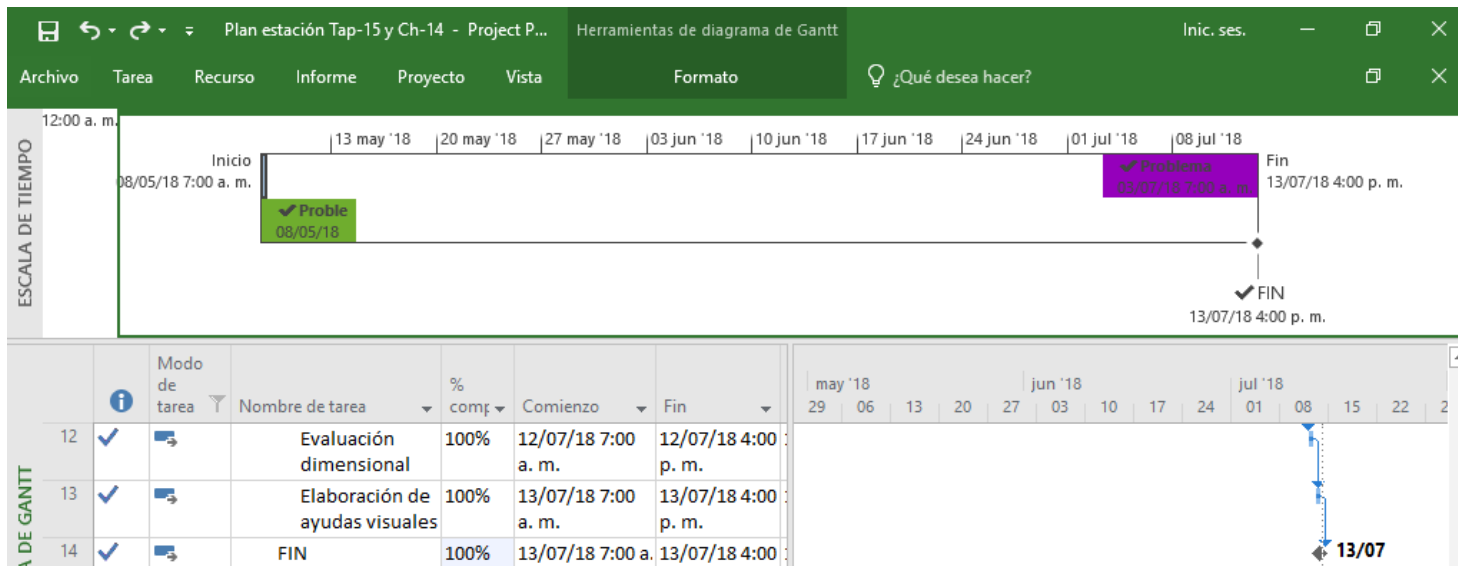 Plan estación Tap-15 y Ch-14 - Project P... Herramientas de diagrama de Gantt Inic. ses.
Archivo Tarea Recurso Informe Proyecto Vista Formato ¿Qué desea hacer?
ESCALA DE TIEMPO
12:00 a. m.
13 may '18 20 may '18 27 may '18 03 jun '18 10 jun '18 17 jun '18 24 jun '18 01 jul '18 08 jul '18
Inicio
08/05/18 7:00 a. m.
Problema
03/07/18 7:00 a. m.
Fin
13/07/18 4:00 p. m.
Proble
08/05/18
FIN
13/07/18 4:00 p. m.
Modo de tarea Nombre de tarea % comp Comienzo Fin
may '18 jun '18 jul '18
29 06 13 20 27 03 10 17 24 01 08 15 22 2
A DE GANTT
12 Evaluación 100% 12/07/18 7:00 12/07/18 4:00
dimensional a. m. p. m.
13 Elaboración de 100% 13/07/18 7:00 13/07/18 4:00
ayudas visuales a. m. p. m.
14 FIN 100% 13/07/18 7:00 a. 13/07/18 4:00
13/07